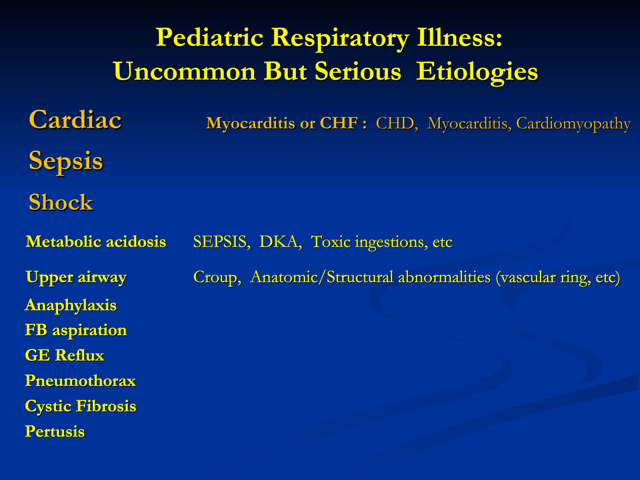 Pediatric Respiratory Illness:
Uncommon But Serious Etiologies
Cardiac Myocarditis or CHF : CHD, Myocarditis, Cardiomyopathy
Sepsis
Shock
Metabolic acidosis SEPSIS, DKA, Toxic ingestions, etc
Upper airway Croup, Anatomic/Structural abnormalities (vascular ring, etc)
Anaphylaxis
FB aspiration
GE Reflux
Pneumothorax
Cystic Fibrosis
Pertusis